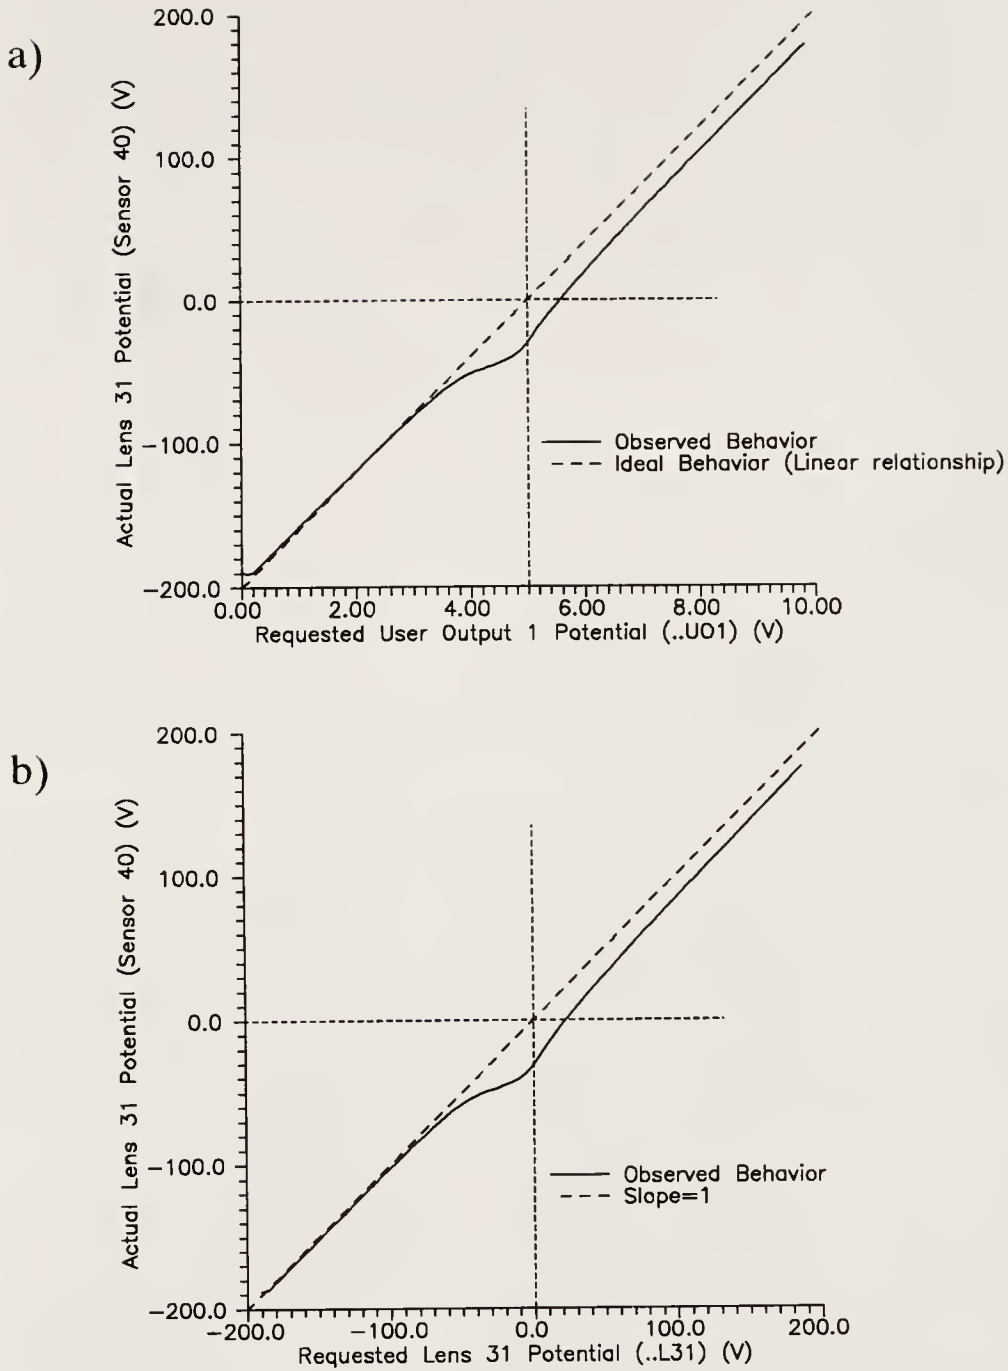 a)
Actual Lens 31 Potential (Sensor 40) (V)
200.0
100.0
0.0
−100.0
−200.0
Observed Behavior
Ideal Behavior (Linear relationship)
0.00 2.00 4.00 6.00 8.00 10.00
Requested User Output 1 Potential (..UO1) (V)
b)
Actual Lens 31 Potential (Sensor 40) (V)
200.0
100.0
0.0
−100.0
−200.0
Observed Behavior
Slope=1
−200.0 −100.0 0.0 100.0 200.0
Requested Lens 31 Potential (..L31) (V)